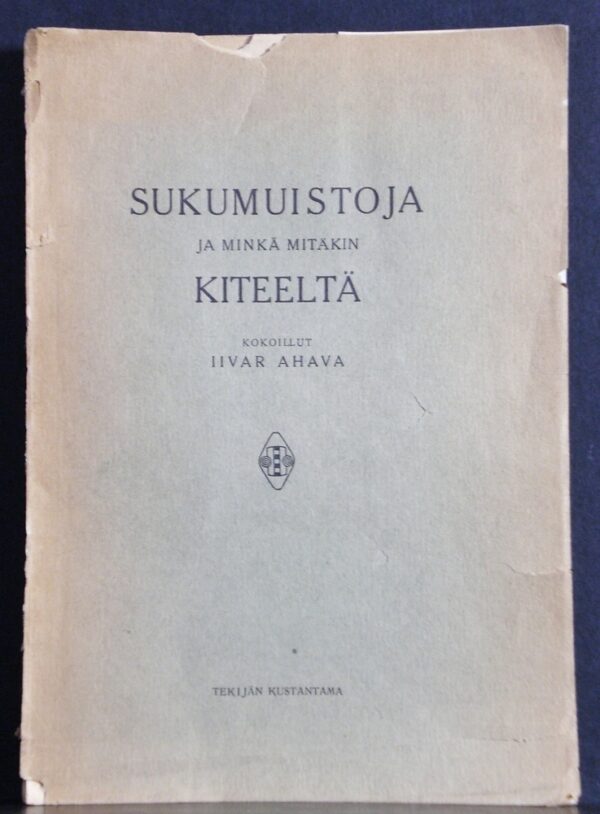 SUKUMUISTOJA
JA MINKÄ MITÄKIN
KITEELTÄ
KOKOILLUT
IIVAR AHAVA
TEKIJÄN KUSTANTAMA